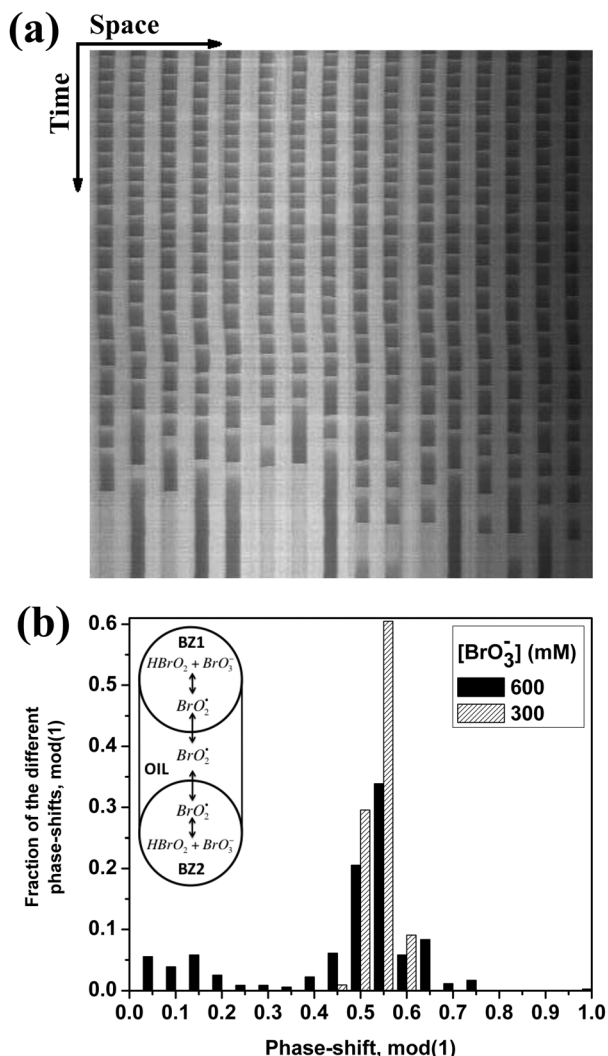 (a)
Space
Time
(b)
Fraction of the different
phase-shifts, mod(1)
0.6
0.5
0.4
0.3
0.2
0.1
0.0
BZ1
HBrO₂ + BrO₃⁻
BrO₂•
BrO₂•
OIL
BrO₂•
HBrO₂ + BrO₃⁻
BZ2
[BrO₃⁻] (mM)
600
300
0.0 0.1 0.2 0.3 0.4 0.5 0.6 0.7 0.8 0.9 1.0
Phase-shift, mod(1)